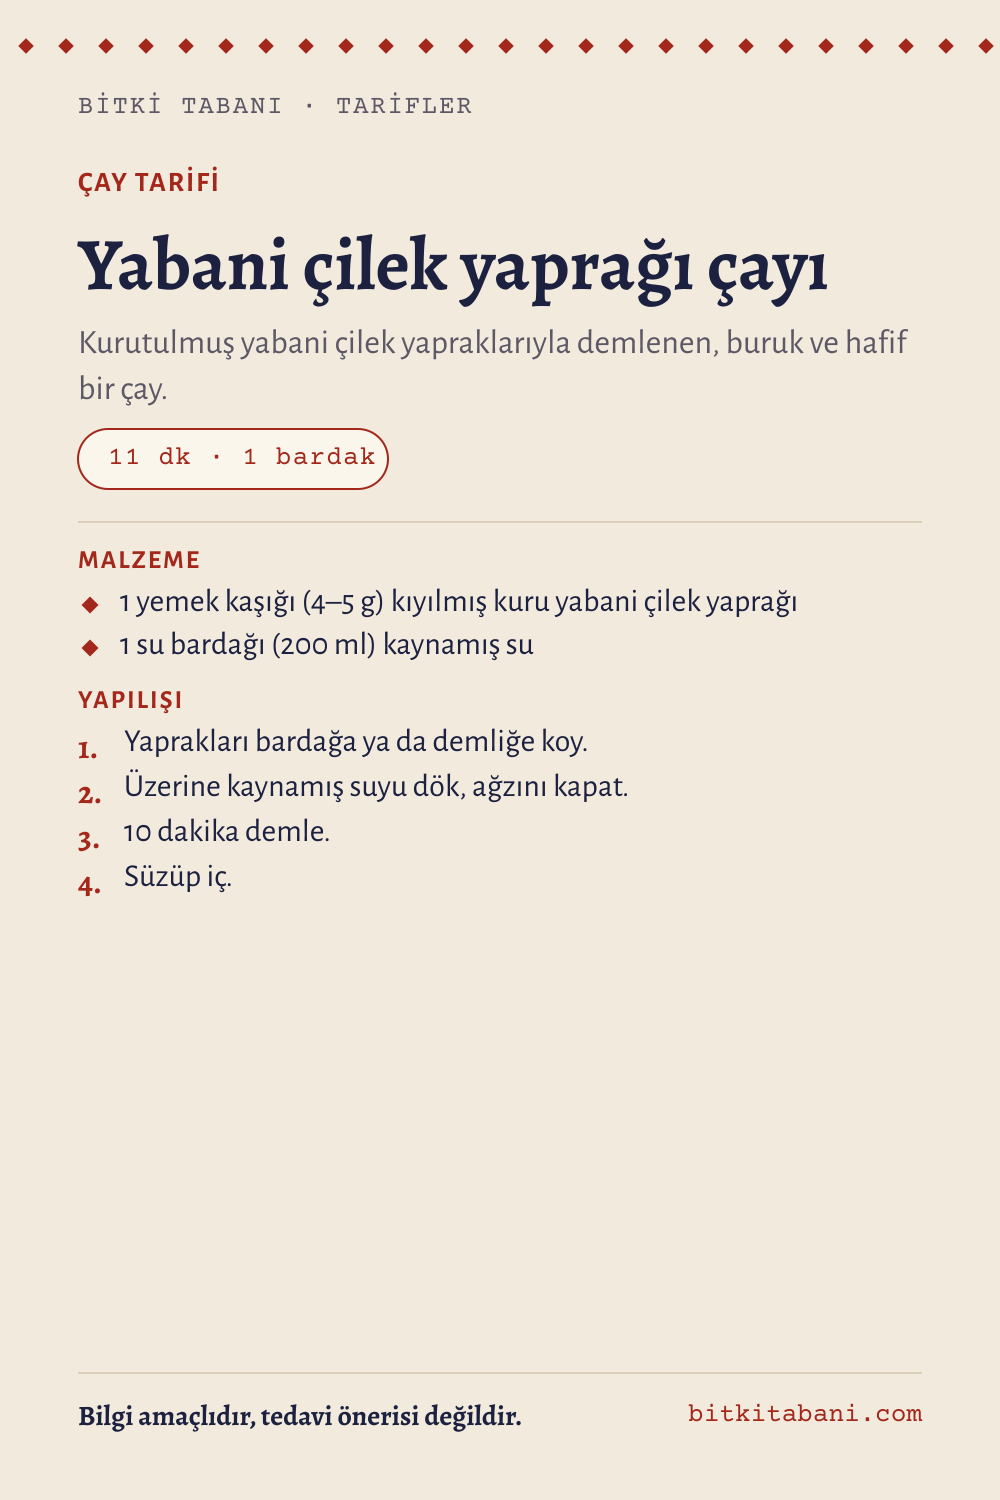 BİTKİ TABANI · TARİFLER
ÇAY TARİFİ
Yabani çilek yaprağı çayı
Kurutulmuş yabani çilek yapraklarıyla demlenen, buruk ve hafif
bir çay.
11 dk · 1 bardak
MALZEME
◆ 1 yemek kaşığı (4–5 g) kıyılmış kuru yabani çilek yaprağı
◆ 1 su bardağı (200 ml) kaynamış su
YAPILIŞI
1. Yaprakları bardağa ya da demliğe koy.
2. Üzerine kaynamış suyu dök, ağzını kapat.
3. 10 dakika demle.
4. Süzüp iç.
Bilgi amaçlıdır, tedavi önerisi değildir.
bitkitabani.com